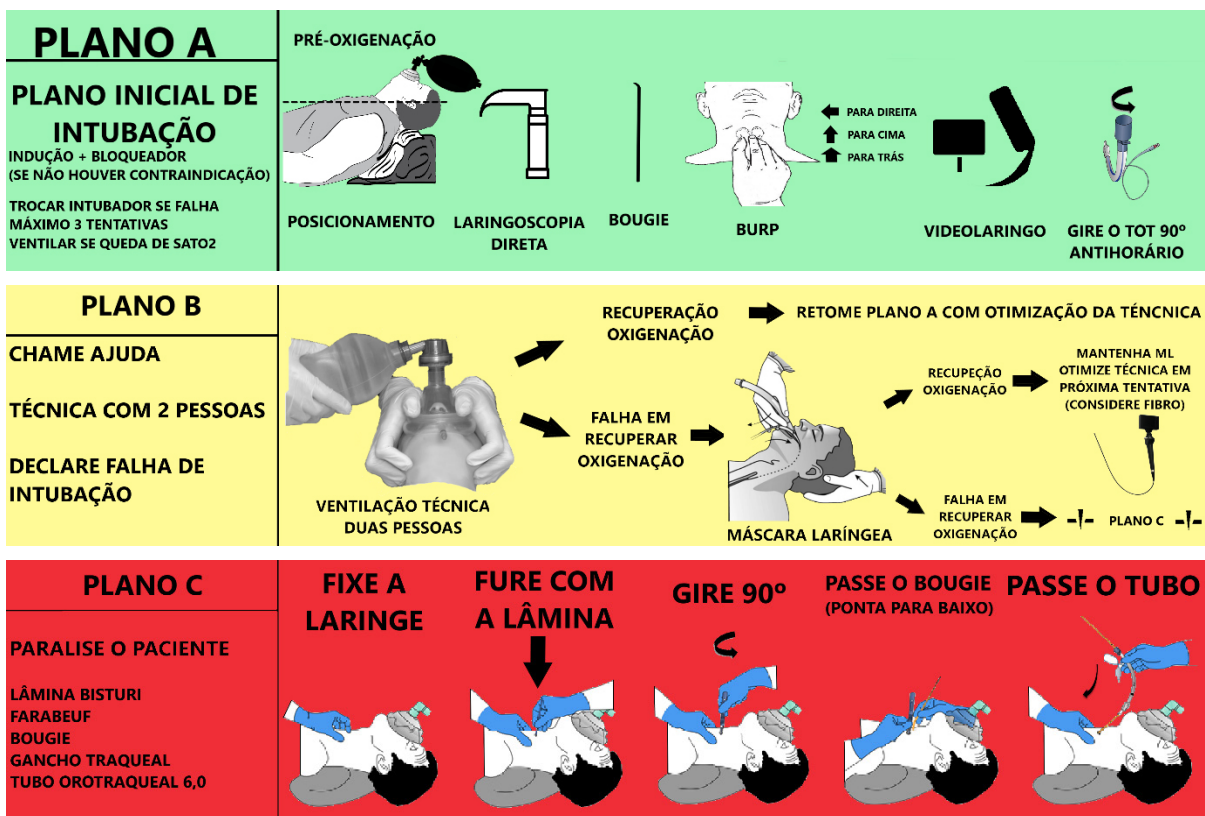 PLANO A
PLANO INICIAL DE
INTUBAÇÃO
INDUÇÃO + BLOQUEADOR
(SE NÃO HOUVER CONTRAINDICAÇÃO)
TROCAR INTUBADOR SE FALHA
MÁXIMO 3 TENTATIVAS
VENTILAR SE QUEDA DE SATO2
PRÉ-OXIGENAÇÃO
POSICIONAMENTO
LARINGOSCOPIA
DIRETA
BOUGIE
PARA DIREITA
PARA CIMA
PARA TRÁS
BURP
VIDEOLARINGO
GIRE O TOT 90º
ANTIHORÁRIO
PLANO B
CHAME AJUDA
TÉCNICA COM 2 PESSOAS
DECLARE FALHA DE
INTUBAÇÃO
VENTILAÇÃO TÉCNICA
DUAS PESSOAS
RECUPERAÇÃO
OXIGENAÇÃO
RETOME PLANO A COM OTIMIZAÇÃO DA TÉNCNICA
FALHA EM
RECUPERAR
OXIGENAÇÃO
MÁSCARA LARÍNGEA
RECUPEÇÃO
OXIGENAÇÃO
MANTENHA ML
OTIMIZE TÉCNICA EM
PRÓXIMA TENTATIVA
(CONSIDERE FIBRO)
FALHA EM
RECUPERAR
OXIGENAÇÃO
PLANO C
PLANO C
PARALISE O PACIENTE
LÂMINA BISTURI
FARABEUF
BOUGIE
GANCHO TRAQUEAL
TUBO OROTRAQUEAL 6,0
FIXE A
LARINGE
FURE COM
A LÂMINA
GIRE 90º
PASSE O BOUGIE
(PONTA PARA BAIXO)
PASSE O TUBO